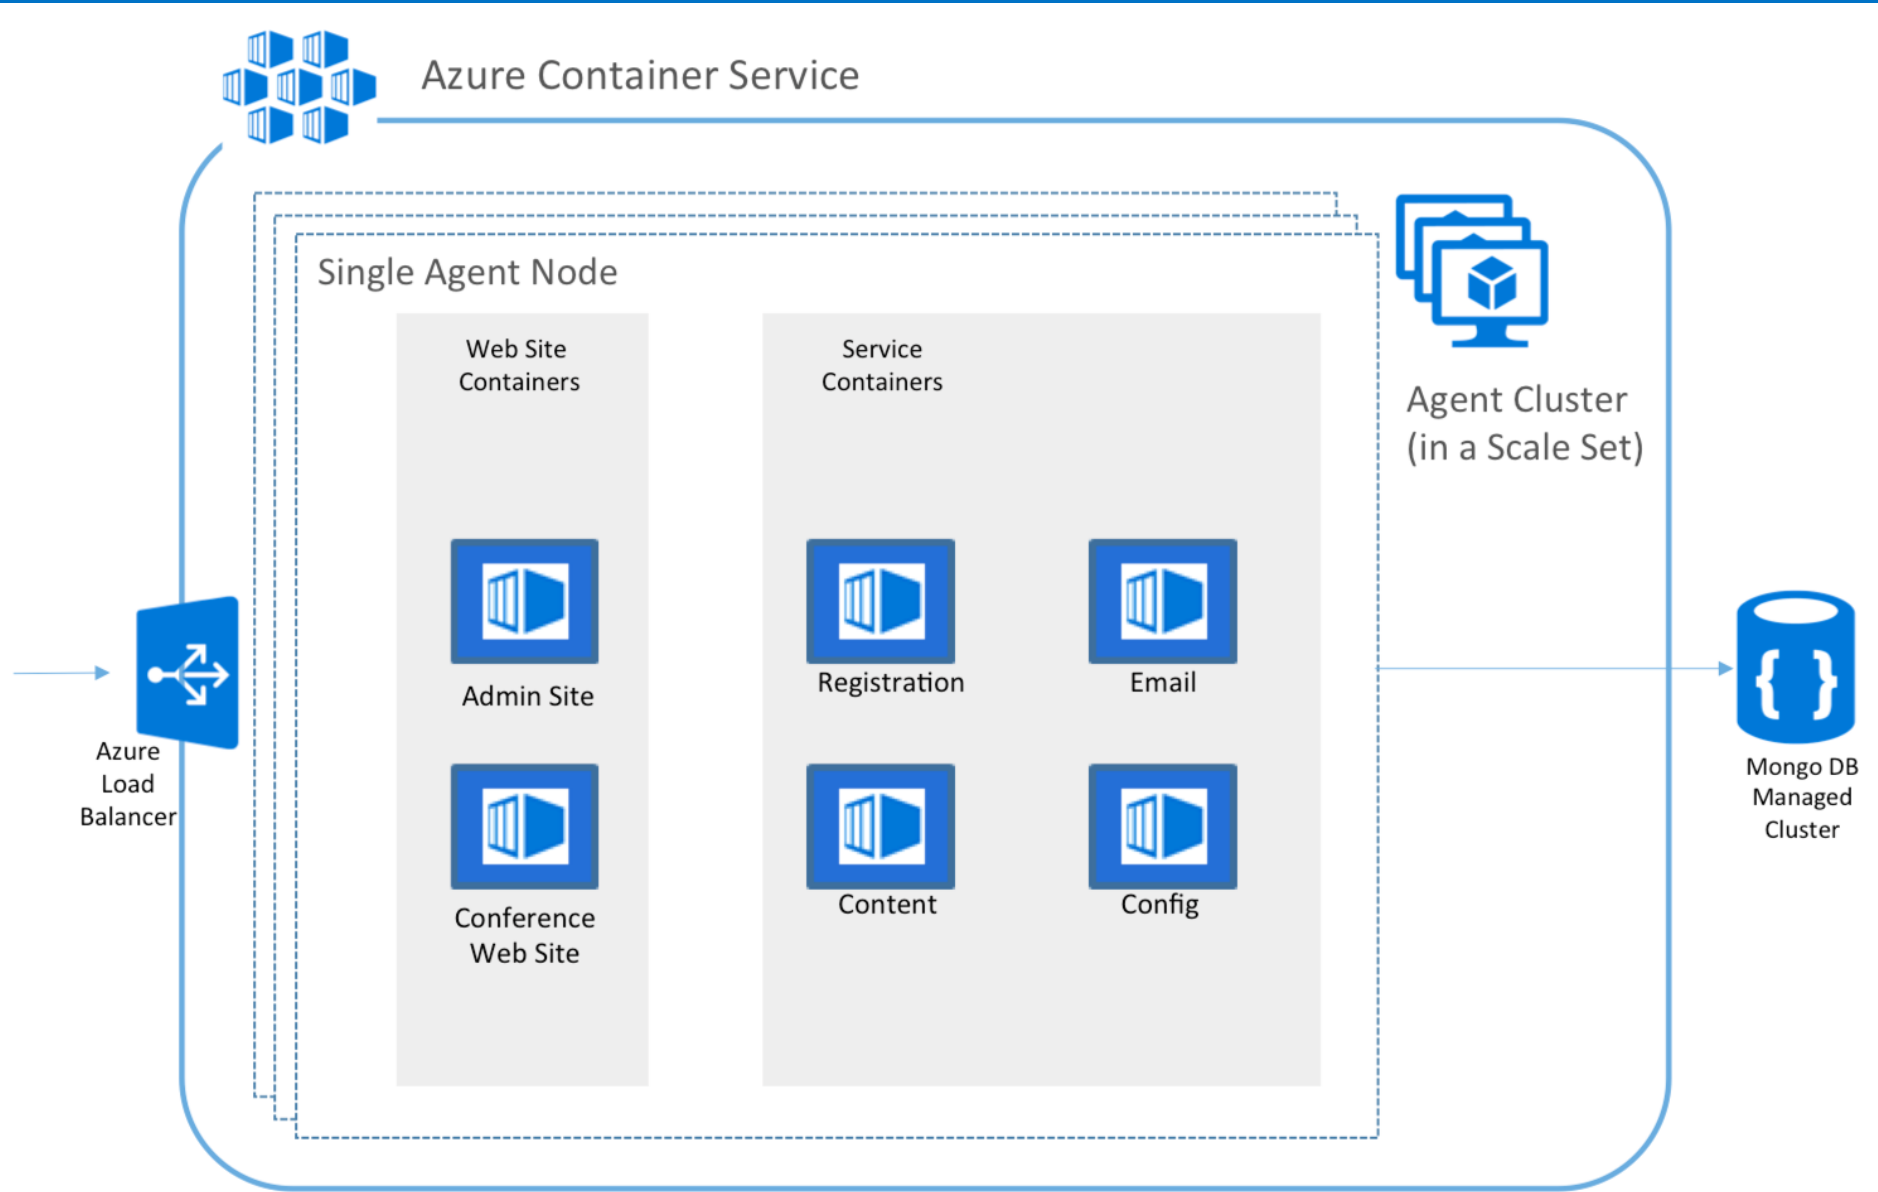 Azure Container Service
Single Agent Node
Web Site
Containers
Service
Containers
Agent Cluster
(in a Scale Set)
Admin Site
Registration
Email
Azure
Load
Balancer
Mongo DB
Managed
Cluster
Conference
Web Site
Content
Config